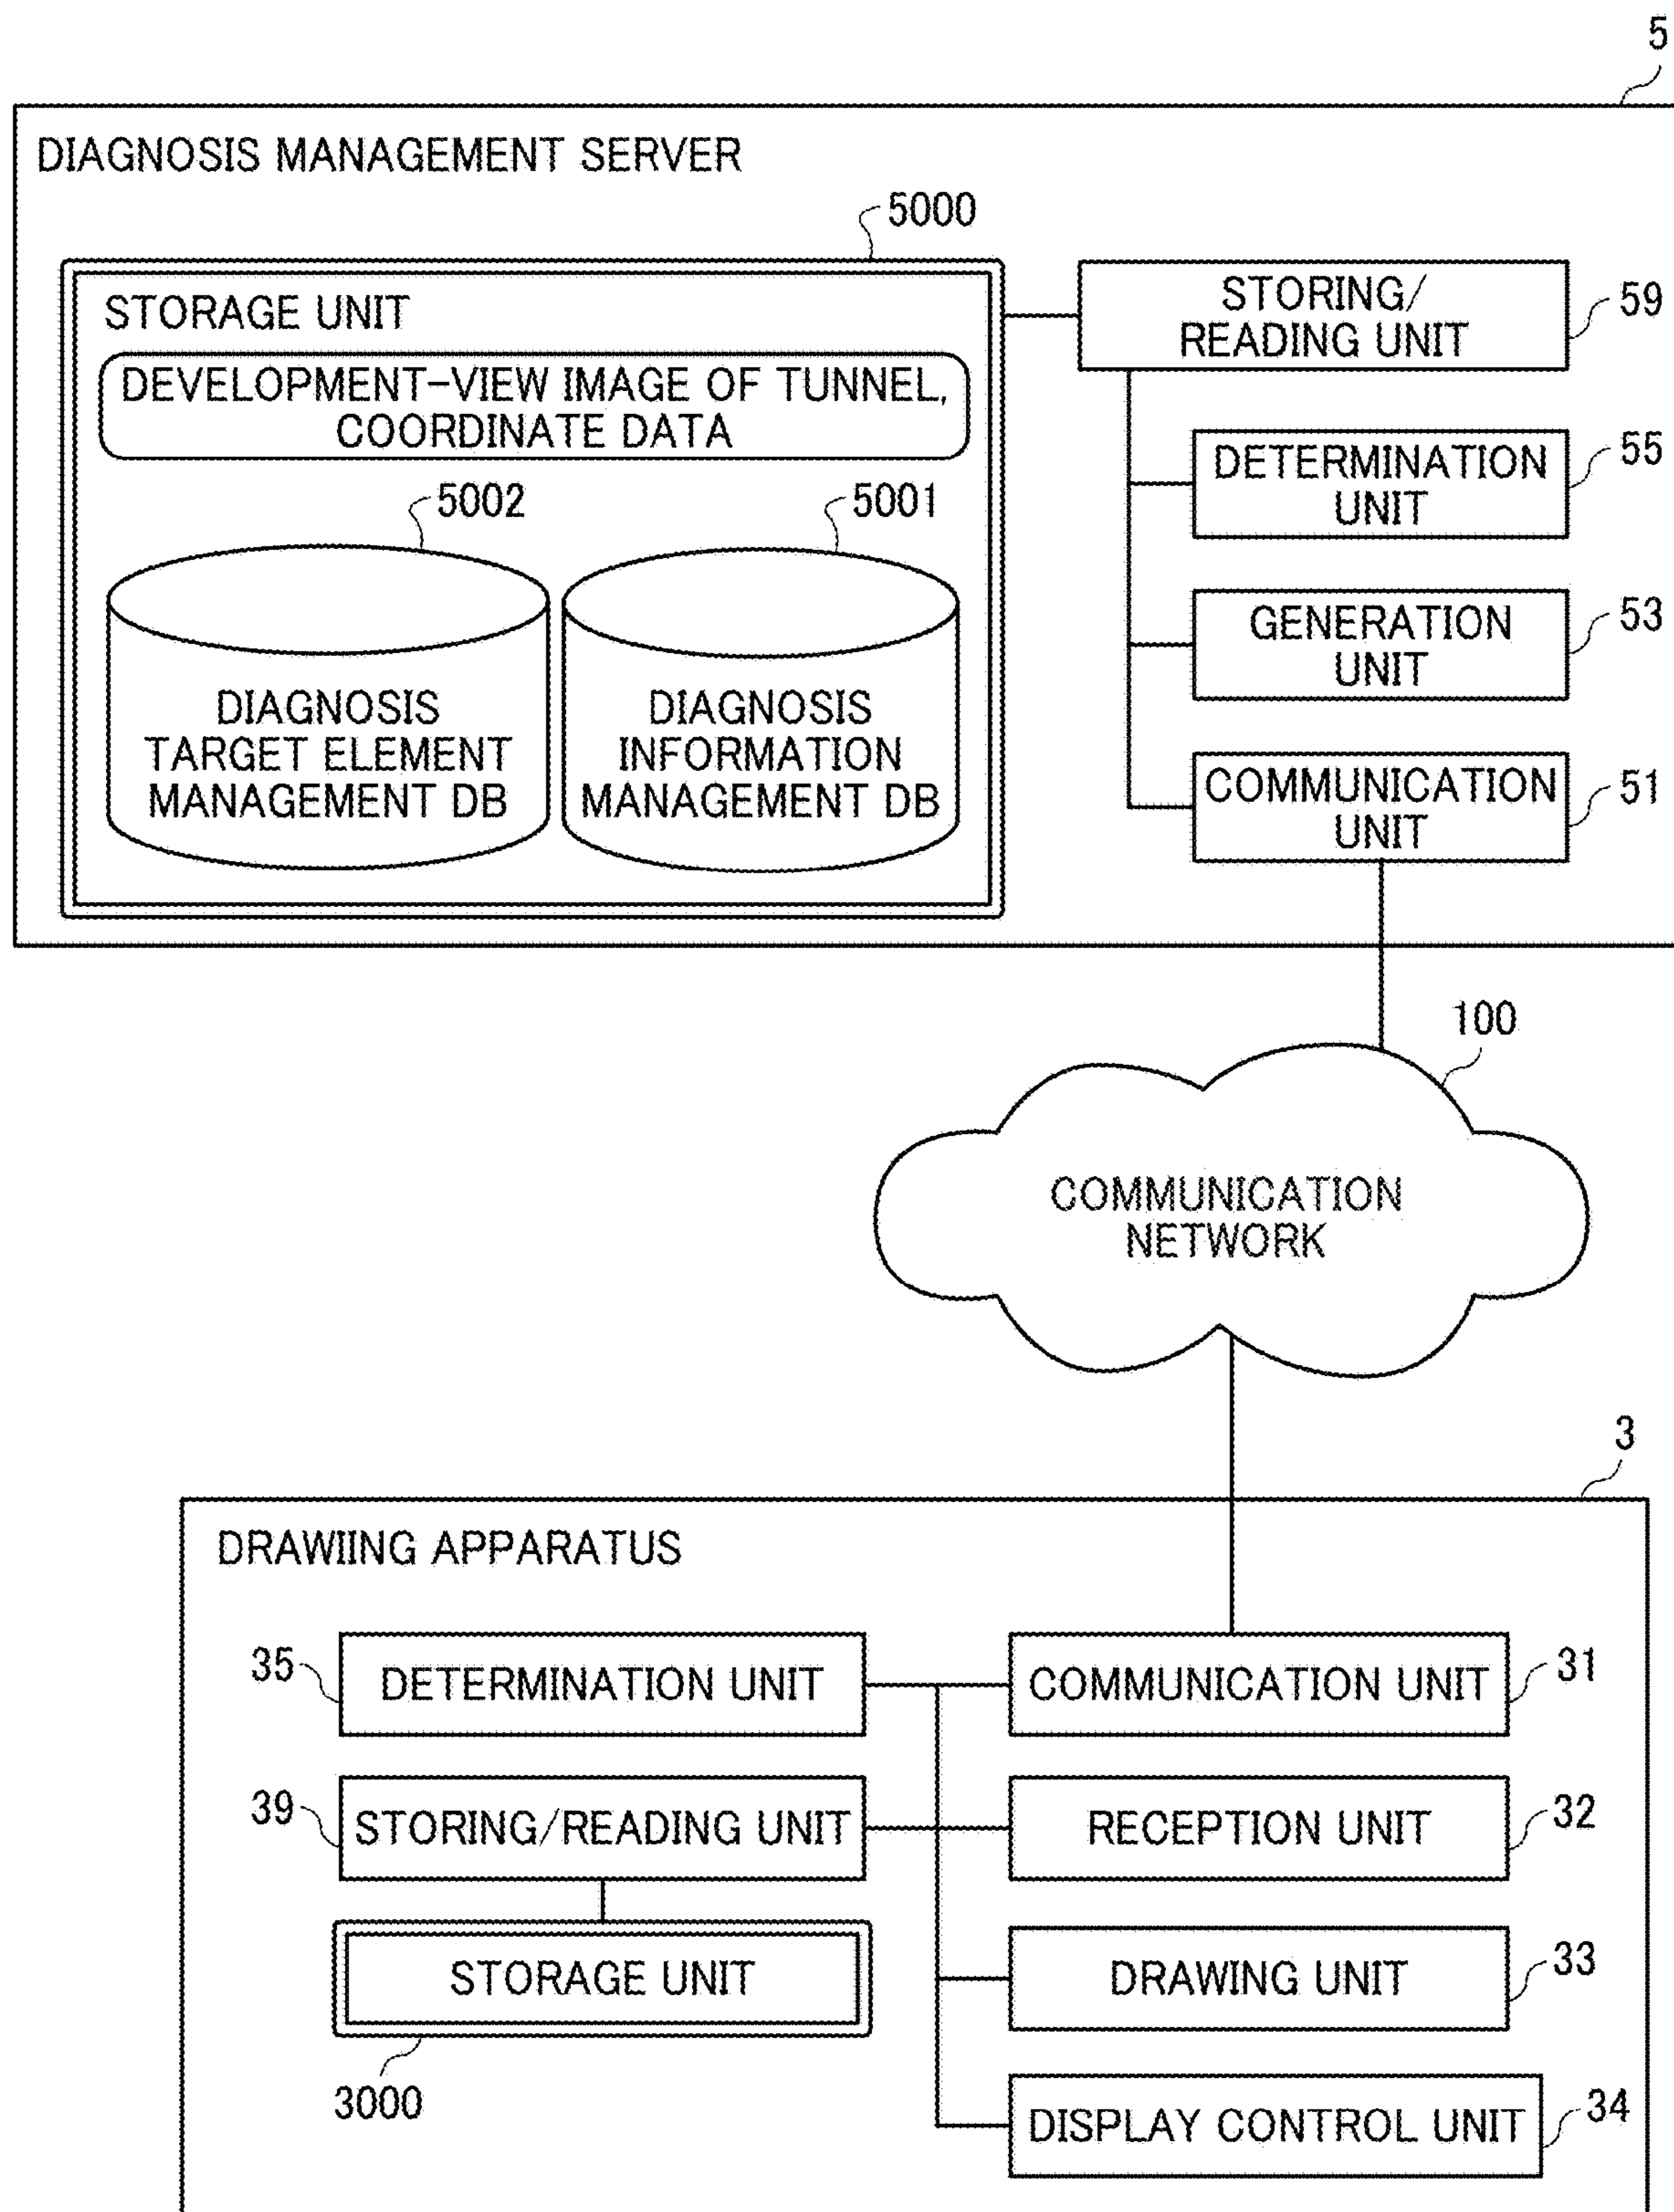 5
DIAGNOSIS MANAGEMENT SERVER
5000
STORAGE UNIT
DEVELOPMENT-VIEW IMAGE OF TUNNEL,
COORDINATE DATA
5002
5001
DIAGNOSIS
TARGET ELEMENT
MANAGEMENT DB
DIAGNOSIS
INFORMATION
MANAGEMENT DB
STORING/
READING UNIT
59
DETERMINATION
UNIT
55
GENERATION
UNIT
53
COMMUNICATION
UNIT
51
100
COMMUNICATION
NETWORK
3
DRAWIING APPARATUS
35
DETERMINATION UNIT
COMMUNICATION UNIT
31
39
STORING/READING UNIT
RECEPTION UNIT
32
STORAGE UNIT
3000
DRAWING UNIT
33
DISPLAY CONTROL UNIT
34